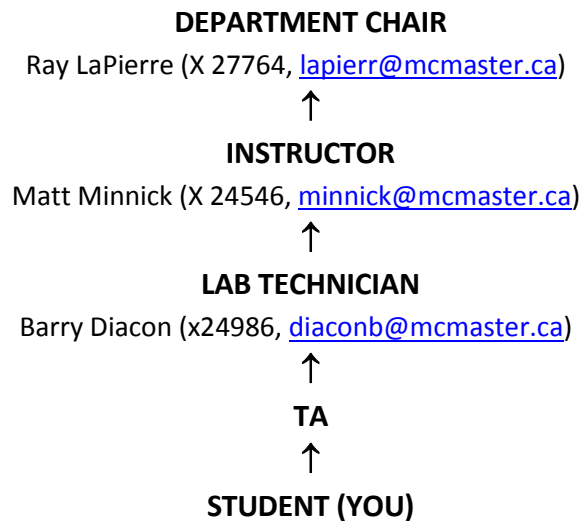 DEPARTMENT CHAIR
Ray LaPierre (X 27764, lapierr@mcmaster.ca)
↑
INSTRUCTOR
Matt Minnick (X 24546, minnick@mcmaster.ca)
↑
LAB TECHNICIAN
Barry Diacon (x24986, diaconb@mcmaster.ca)
↑
TA
↑
STUDENT (YOU)